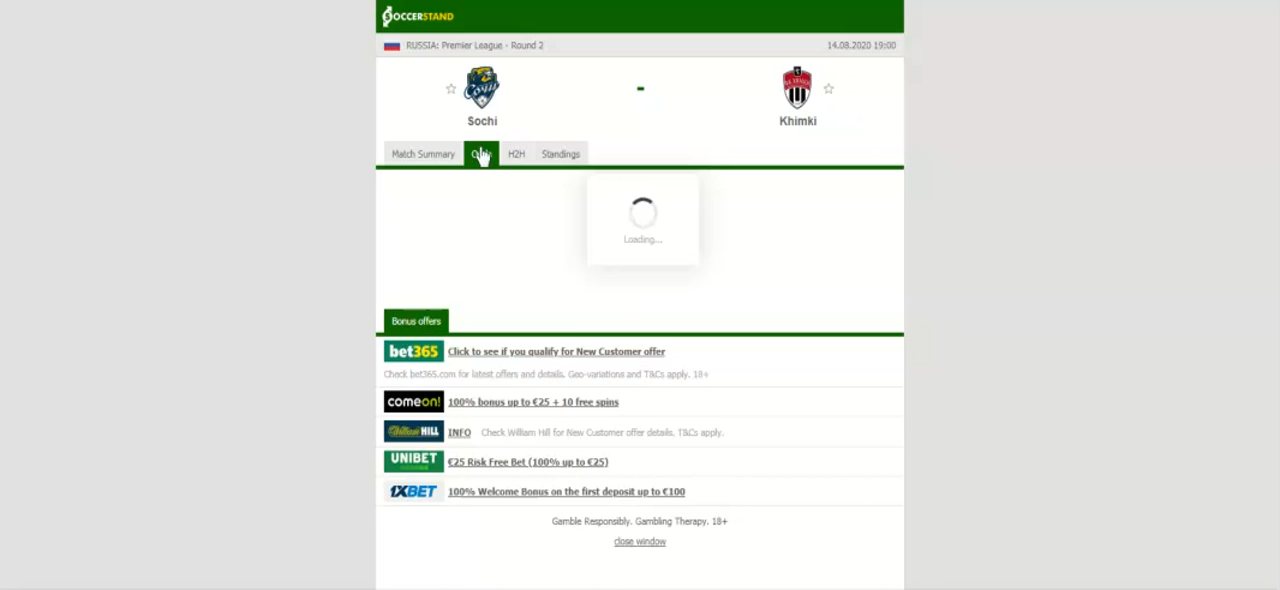 SOCCERSTAND
RUSSIA: Premier League - Round 2 14.08.2020 19:00
-
Sochi Khimki
Match Summary H2H Standings
Loading...
Bonus offers
bet365 Click to see if you qualify for New Customer offer
Check bet365.com for latest offers and details. Geo-variations and T&Cs apply. 18+
comeon! 100% bonus up to €25 + 10 free spins
William HILL INFO Check William Hill for New Customer offer details. T&Cs apply.
UNIBET €25 Risk Free Bet (100% up to €25)
1XBET 100% Welcome Bonus on the first deposit up to €100
Gamble Responsibly. Gambling Therapy. 18+
close window